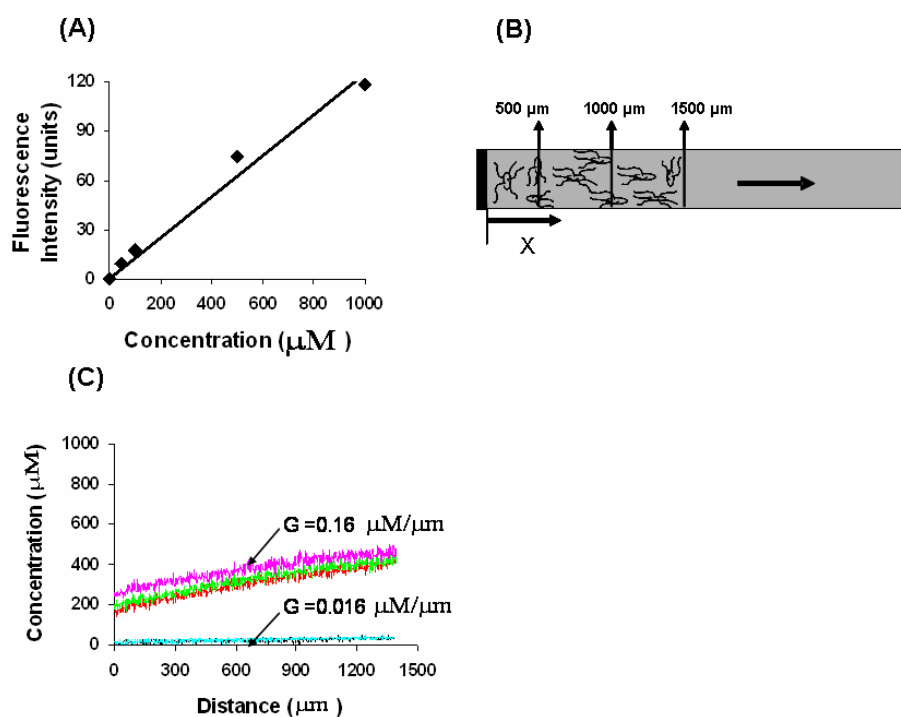 (A)
Fluorescence
Intensity (units)
120
90
60
30
0
0 200 400 600 800 1000
Concentration (μM)
(B)
500 μm 1000 μm 1500 μm
X
(C)
Concentration (μM)
1000
800
600
400
200
0
G =0.16 μM/μm
G=0.016 μM/μm
0 300 600 900 1200 1500
Distance (μm)